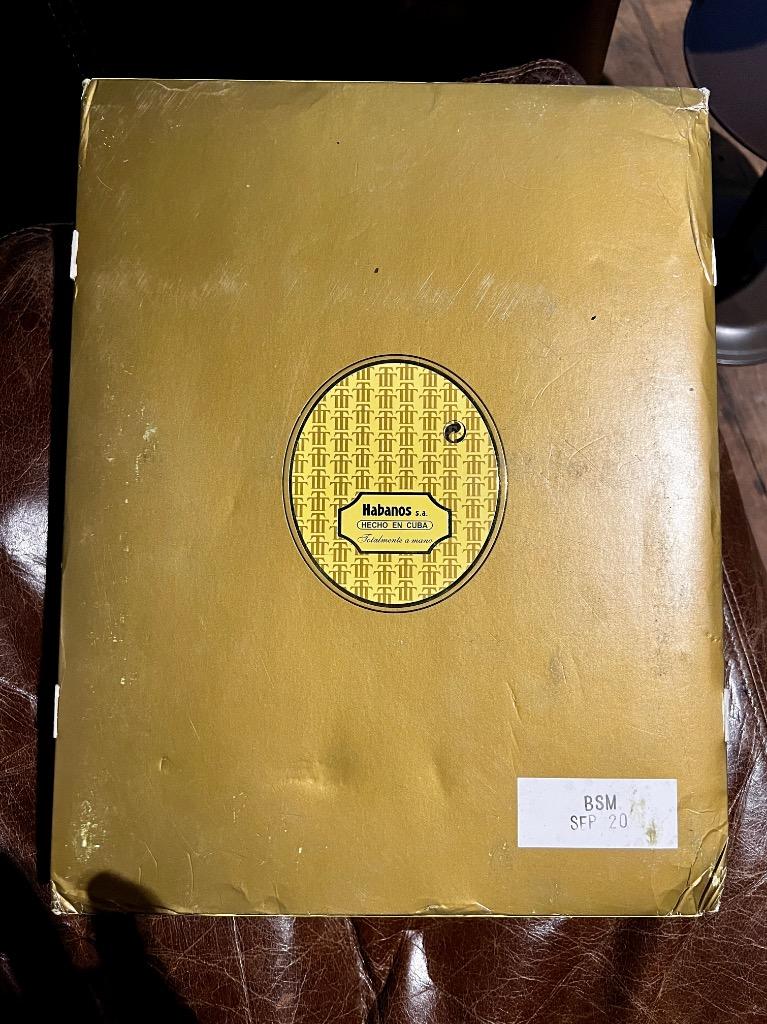 Habanos s.a.
HECHO EN CUBA
Totalmente a mano
BSM
SEP 20